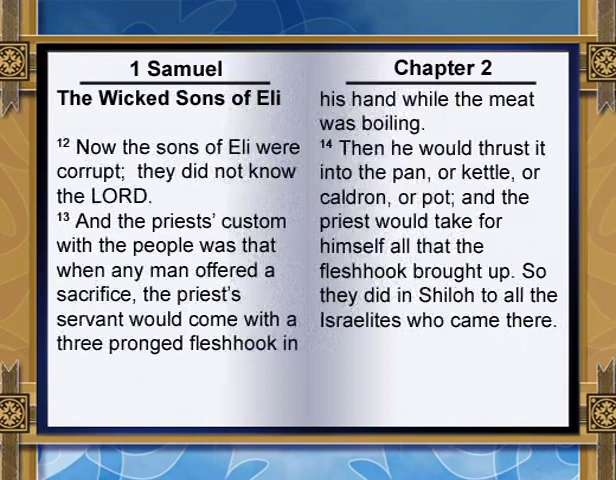 1 Samuel
The Wicked Sons of Eli
12 Now the sons of Eli were
corrupt;  they did not know
the LORD.
13 And the priests’ custom
with the people was that
when any man offered a
sacrifice, the priest’s
servant would come with a
three pronged fleshhook in
Chapter 2
his hand while the meat
was boiling.
14 Then he would thrust it
into the pan, or kettle, or
caldron, or pot; and the
priest would take for
himself all that the
fleshhook brought up. So
they did in Shiloh to all the
Israelites who came there.